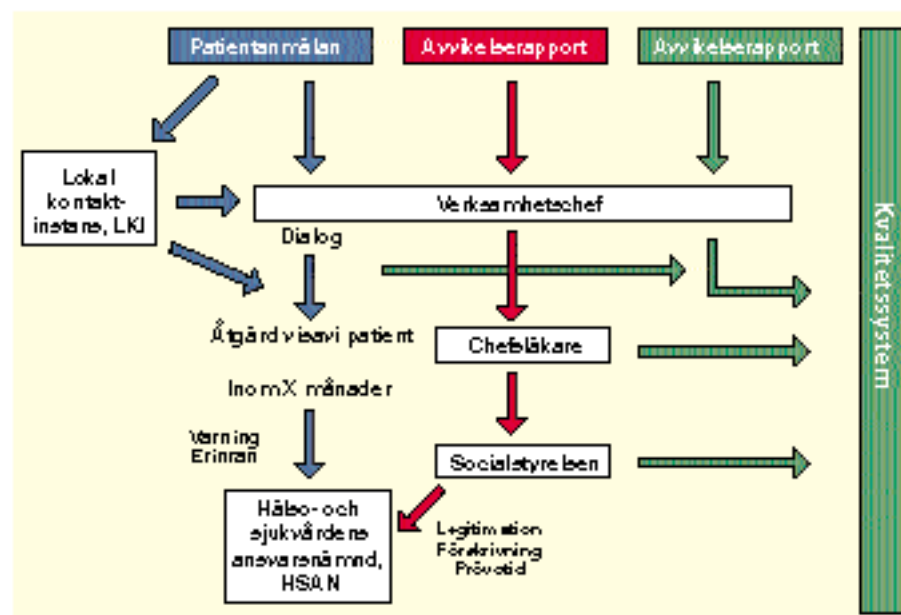 Patientanmälan
Avvikelserapport
Avvikelserapport
Lokal
kontakt-
instans, LKI
Verksamhetschef
Dialog
Åtgärd visavi patient
Chefsläkare
Inom X månader
Varning
Erinran
Socialstyrelsen
Hälso- och
sjukvårdens
ansvarsnämnd,
HSAN
Legitimation
Förskrivning
Prövotid
Kvalitetssystem